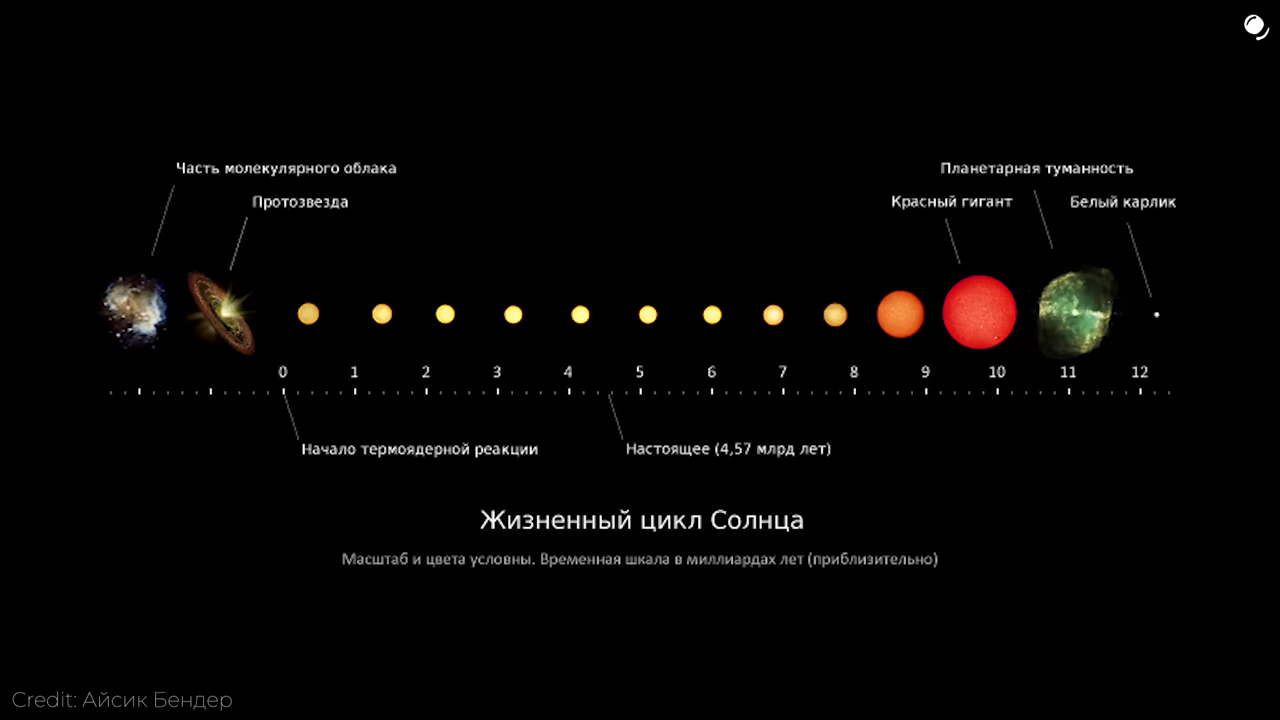 Часть молекулярного облака
Протозвезда
Планетарная туманность
Красный гигант
Белый карлик
0 1 2 3 4 5 6 7 8 9 10 11 12
Начало термоядерной реакции
Настоящее (4,57 млрд лет)
Жизненный цикл Солнца
Масштаб и цвета условны. Временная шкала в миллиардах лет (приблизительно)
Credit: Айсик Бендер